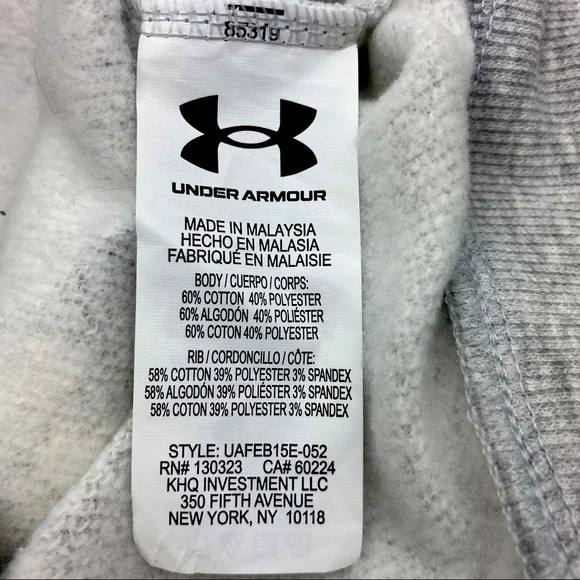 85319
UNDER ARMOUR
MADE IN MALAYSIA
HECHO EN MALASIA
FABRIQUÉ EN MALAISIE
BODY / CUERPO / CORPS:
60% COTTON 40% POLYESTER
60% ALGODÓN 40% POLIÉSTER
60% COTON 40% POLYESTER
RIB / CORDONCILLO / CÔTE:
58% COTTON 39% POLYESTER 3% SPANDEX
58% ALGODÓN 39% POLIÉSTER 3% SPANDEX
58% COTON 39% POLYESTER 3% SPANDEX
STYLE: UAFEB15E-052
RN# 130323 CA# 60224
KHQ INVESTMENT LLC
350 FIFTH AVENUE
NEW YORK, NY 10118